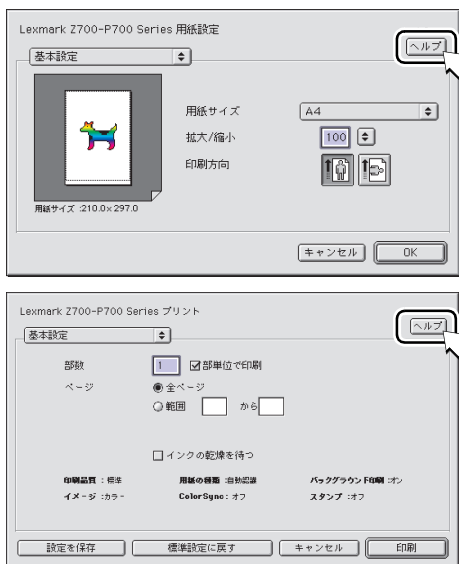 Lexmark Z700-P700 Series 用紙設定
ヘルプ
基本設定
用紙サイズ A4
拡大/縮小 100
印刷方向
用紙サイズ :210.0×297.0
キャンセル OK
Lexmark Z700-P700 Series プリント
ヘルプ
基本設定
部数 1 部単位で印刷
ページ 全ページ
範囲 から
インクの乾燥を待つ
印刷品質 : 標準 用紙の種類 :自動認識 バックグラウンド印刷 :オン
イメージ :カラー ColorSync : オフ スタンプ :オフ
設定を保存 標準設定に戻す キャンセル 印刷